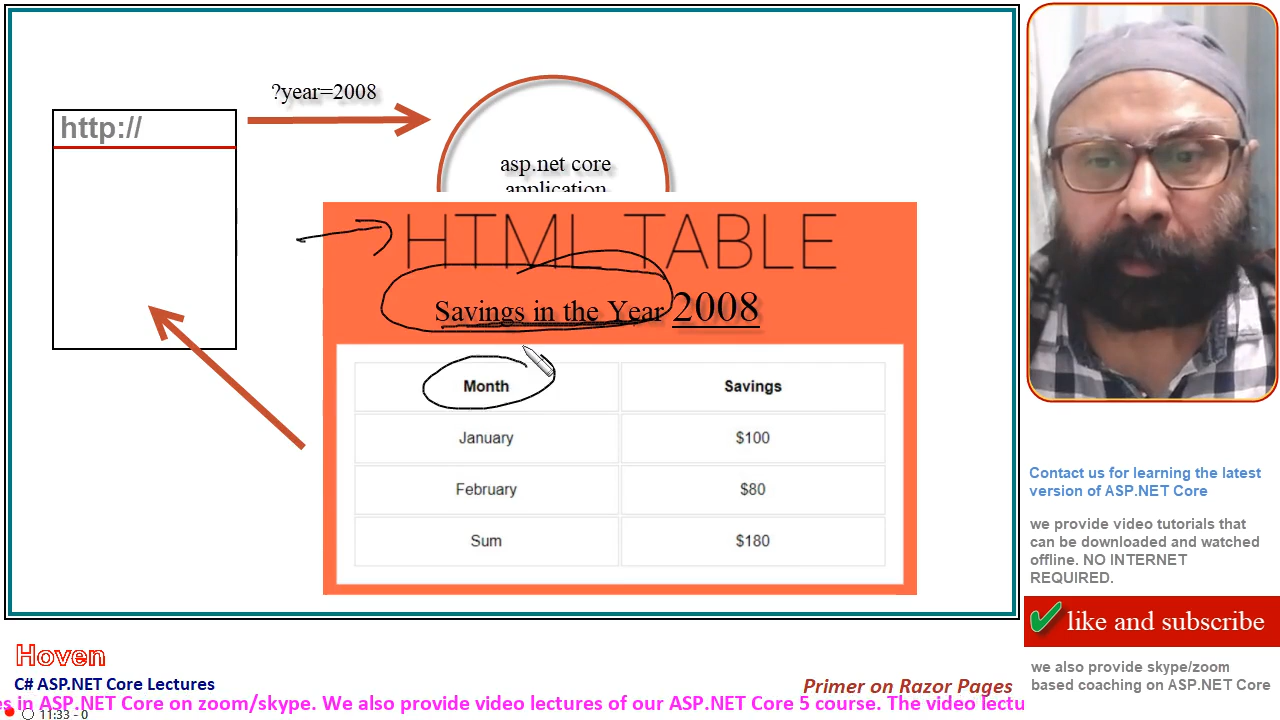 ?year=2008
http://
asp.net core
application
HTML TABLE
Savings in the Year 2008
Month Savings
January $100
February $80
Sum $180
Contact us for learning the latest
version of ASP.NET Core
we provide video tutorials that
can be downloaded and watched
offline. NO INTERNET
REQUIRED.
like and subscribe
we also provide skype/zoom
based coaching on ASP.NET Core
Hoven
C# ASP.NET Core Lectures
Primer on Razor Pages
es in ASP.NET Core on zoom/skype. We also provide video lectures of our ASP.NET Core 5 course. The video lectu
11:33 - 0